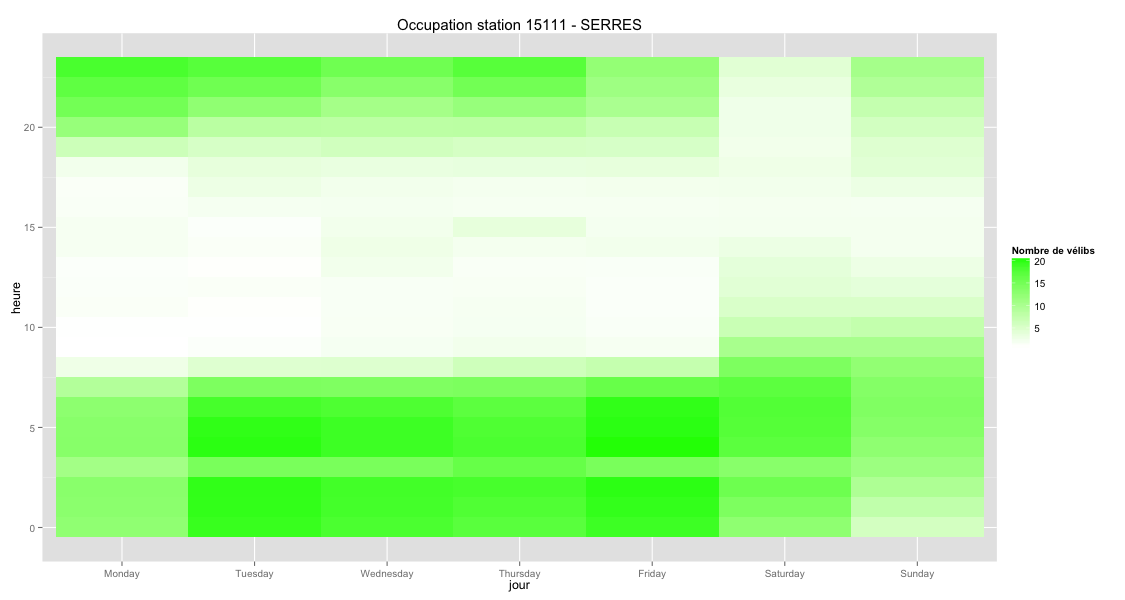 Occupation station 15111 - SERRES
heure
20
15
10
5
0
Monday Tuesday Wednesday Thursday Friday Saturday Sunday
jour
Nombre de vélibs
20
15
10
5